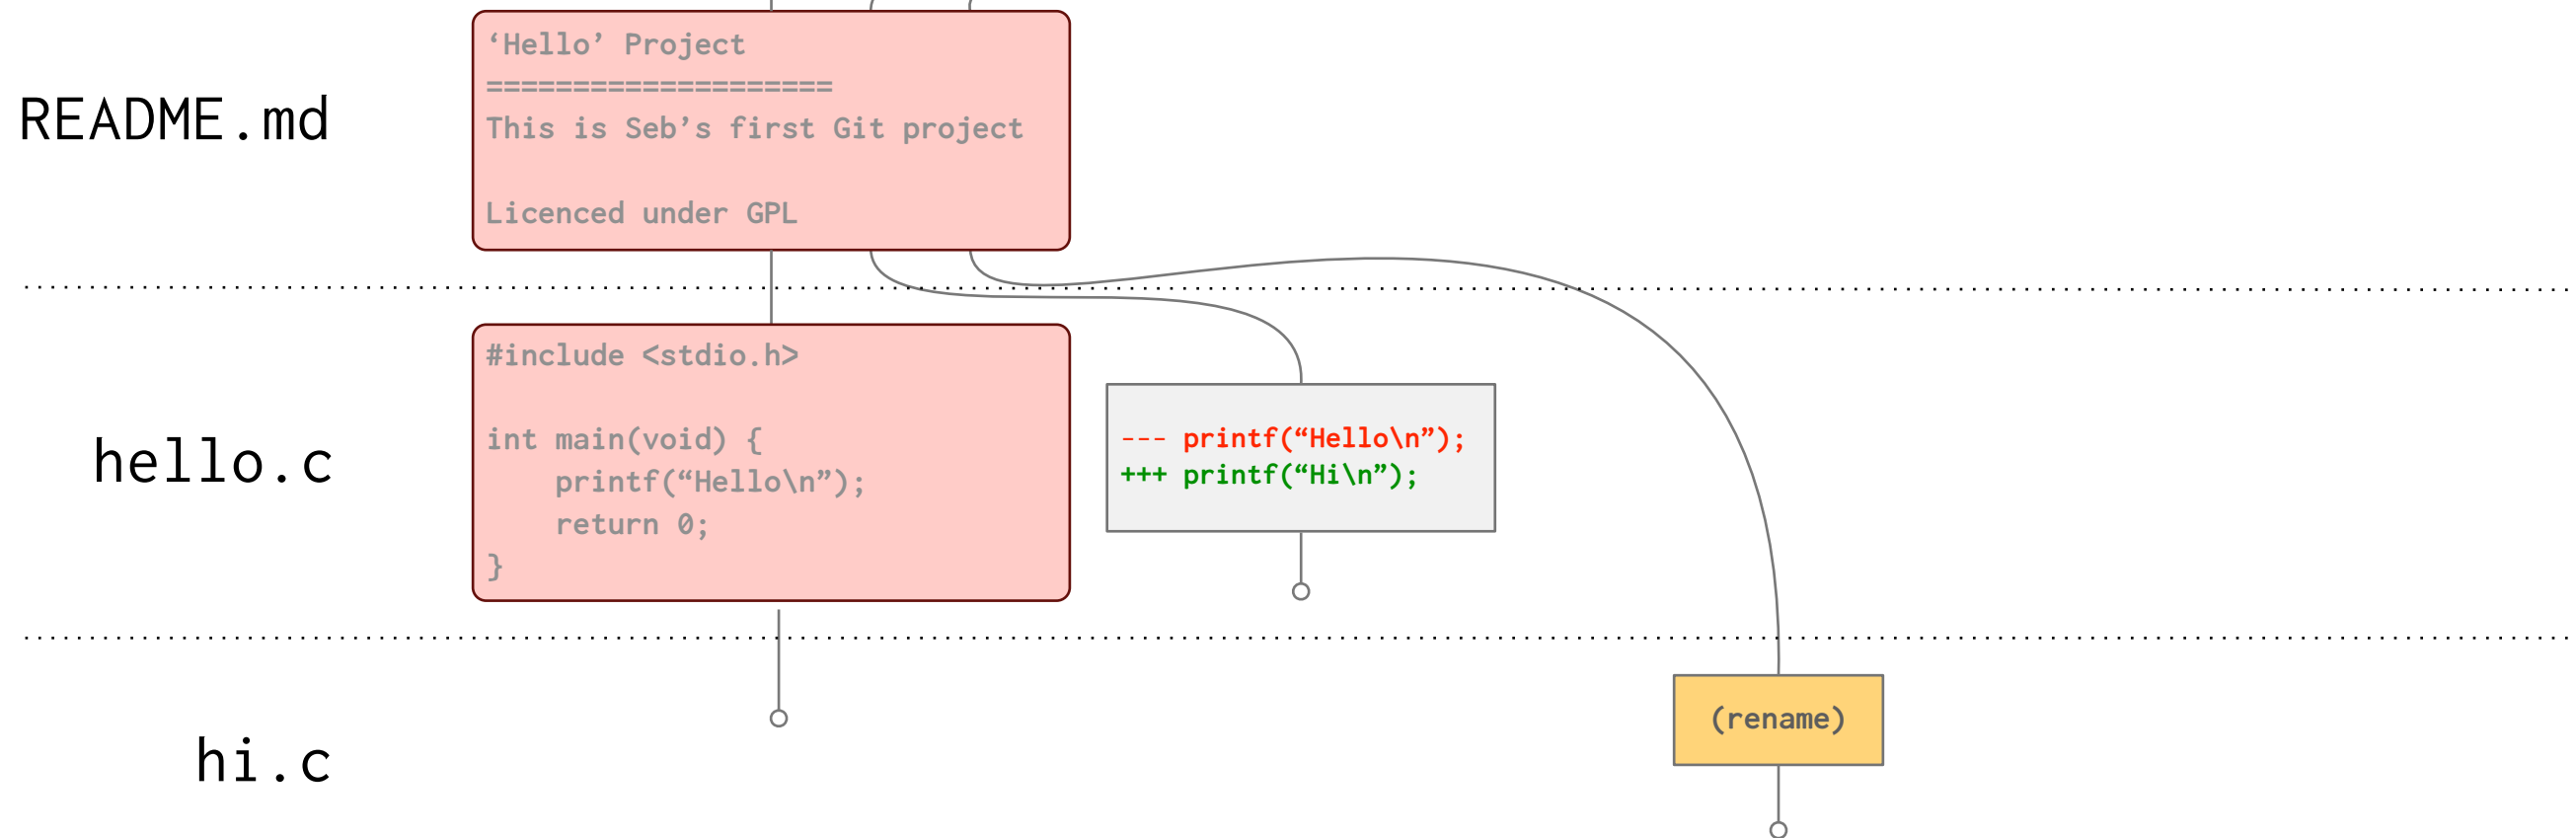 ‘Hello’ Project
====================
README.md
This is Seb’s first Git project
Licenced under GPL
hello.c
#include <stdio.h>
int main(void) {
    printf(“Hello\n”);
    return 0;
}
--- printf(“Hello\n”);
+++ printf(“Hi\n”);
hi.c
(rename)